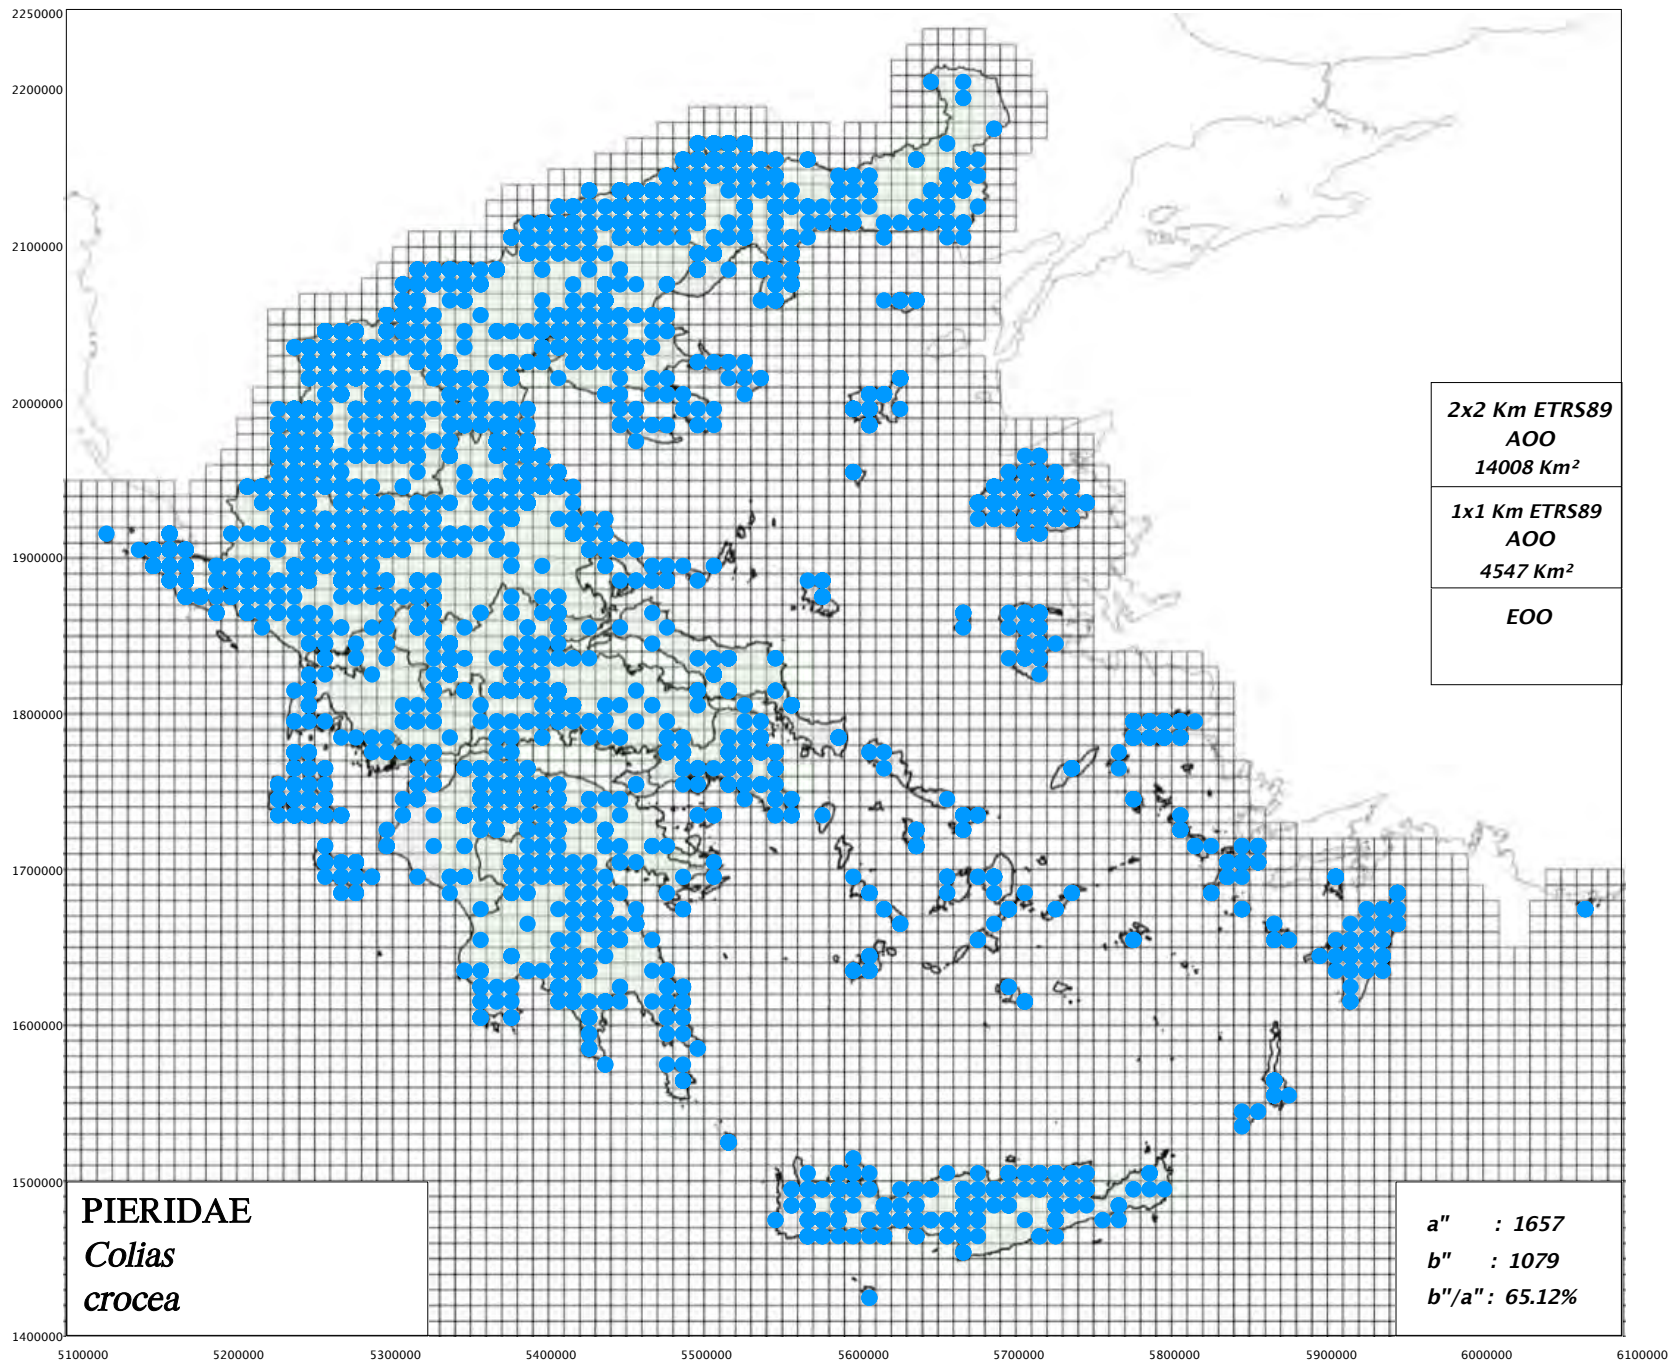 2250000
2200000
2100000
2000000
1900000
1800000
1700000
1600000
1500000
1400000
5100000 5200000 5300000 5400000 5500000 5600000 5700000 5800000 5900000 6000000 6100000
2x2 Km ETRS89
AOO
14008 Km²
1x1 Km ETRS89
AOO
4547 Km²
EOO
PIERIDAE
Colias
crocea
a" : 1657
b" : 1079
b"/a" : 65.12%